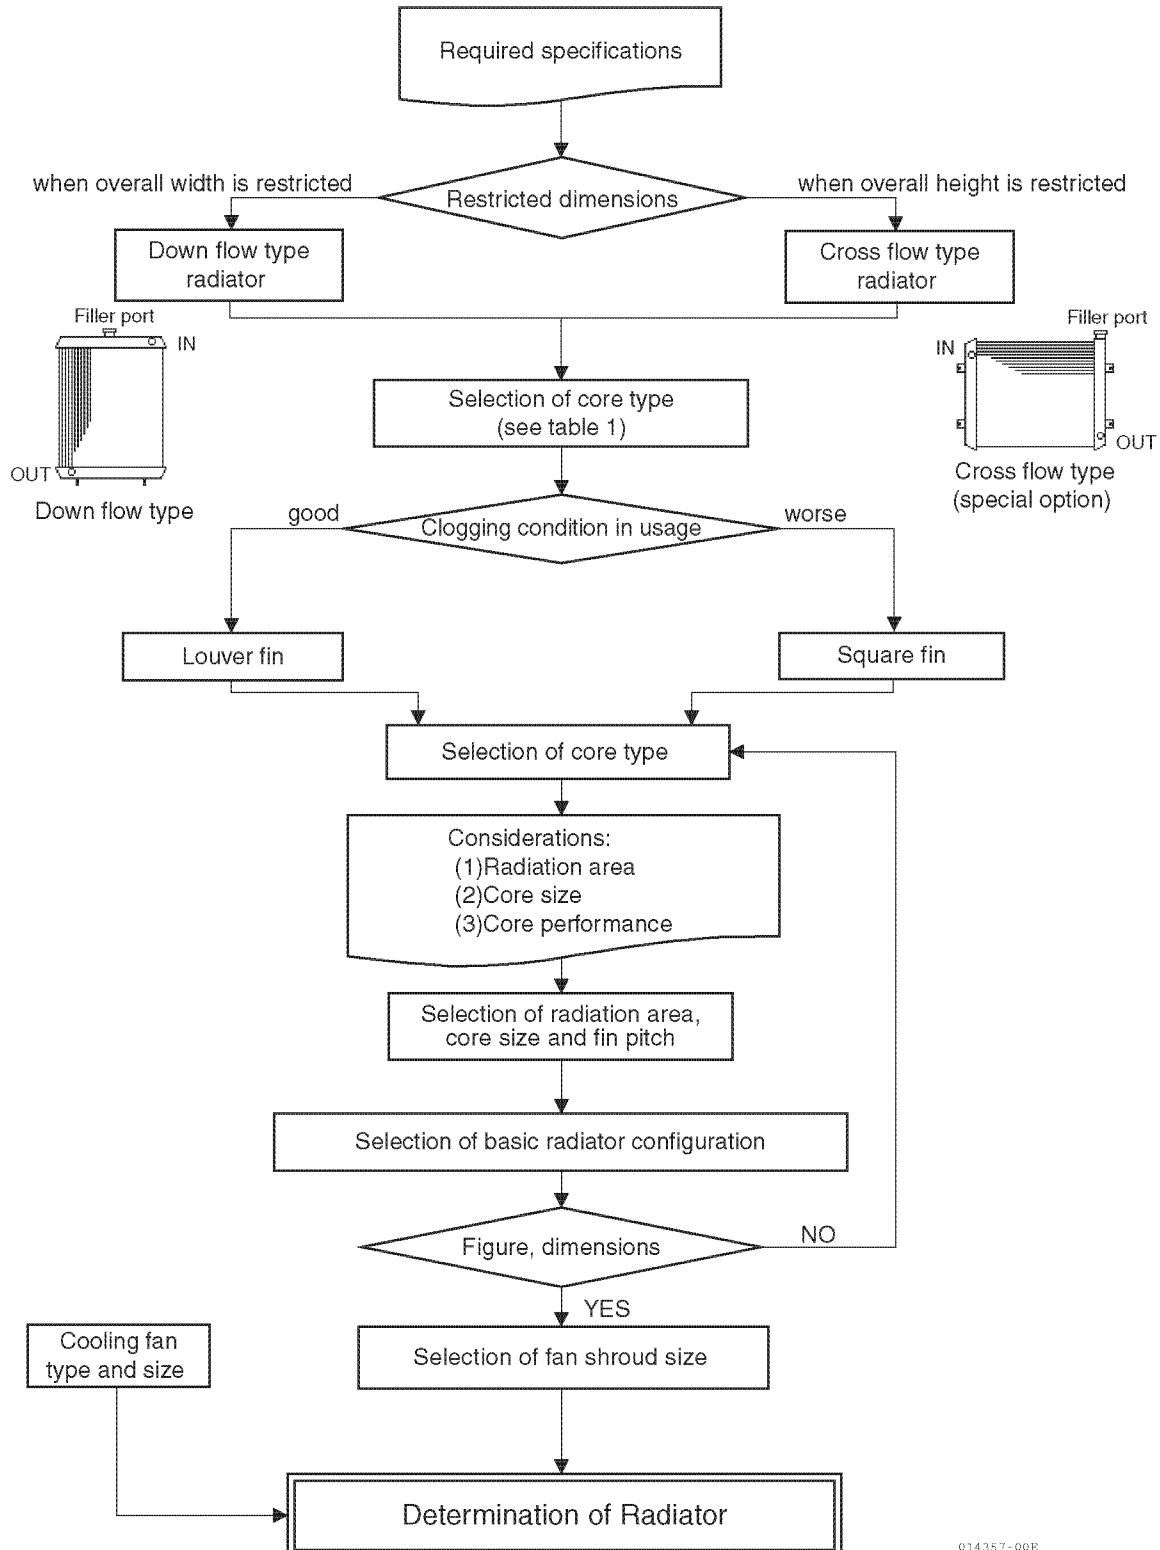 Required specifications
when overall width is restricted
Restricted dimensions
when overall height is restricted
Down flow type
radiator
Cross flow type
radiator
Filler port
IN
OUT
Down flow type
Filler port
IN
OUT
Cross flow type
(special option)
Selection of core type
(see table 1)
good
Clogging condition in usage
worse
Louver fin
Square fin
Selection of core type
Considerations:
(1)Radiation area
(2)Core size
(3)Core performance
Selection of radiation area,
core size and fin pitch
Selection of basic radiator configuration
Figure, dimensions
NO
YES
Cooling fan
type and size
Selection of fan shroud size
Determination of Radiator
014357-00E